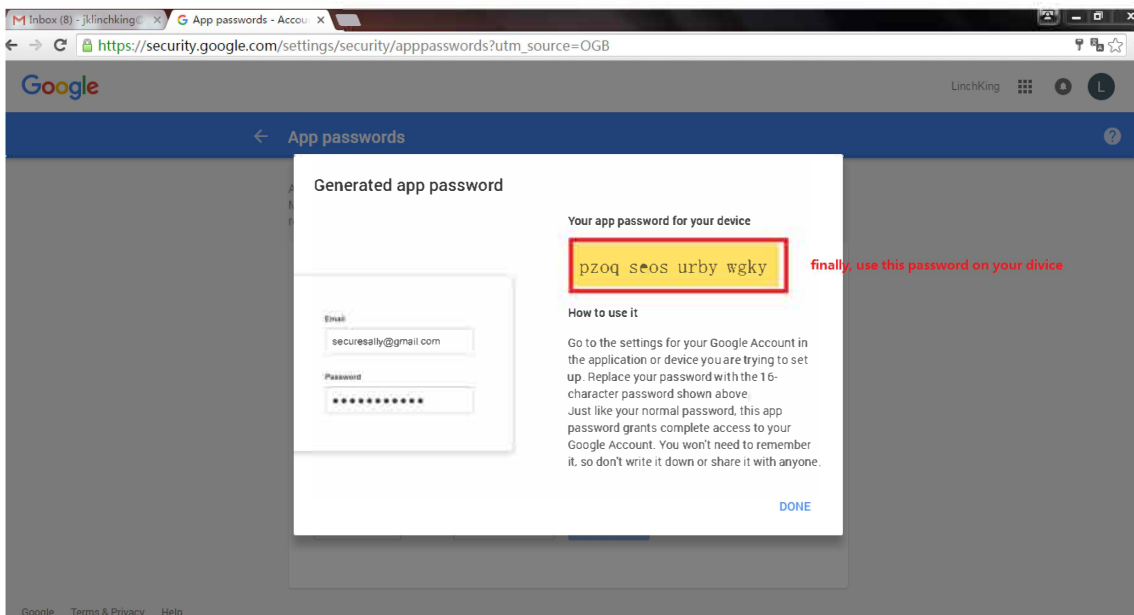 Inbox (8) - jklinchking@
App passwords - Accou
https://security.google.com/settings/security/apppasswords?utm_source=OGB
Google
LinchKing
L
App passwords
Generated app password
Your app password for your device
pzoq seos urby wgky
finally, use this password on your divice
How to use it
Email
securesally@gmail.com
Password
Go to the settings for your Google Account in
the application or device you are trying to set
up. Replace your password with the 16-
character password shown above.
Just like your normal password, this app
password grants complete access to your
Google Account. You won't need to remember
it, so don't write it down or share it with anyone.
DONE
Google Terms & Privacy Help